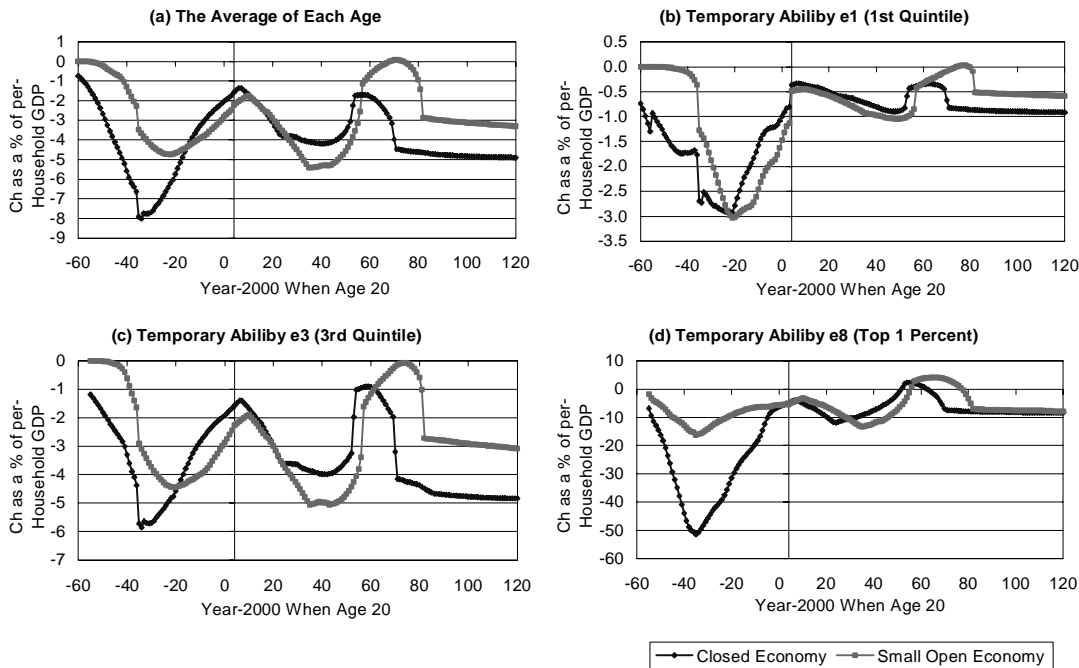 (a) The Average of Each Age
Ch as a % of per-
Household GDP
1
0
-1
-2
-3
-4
-5
-6
-7
-8
-9
-60 -40 -20 0 20 40 60 80 100 120
Year-2000 When Age 20
(b) Temporary Abiliby e1 (1st Quintile)
Ch as a % of per-
Household GDP
0.5
0.0
-0.5
-1.0
-1.5
-2.0
-2.5
-3.0
-3.5
-60 -40 -20 0 20 40 60 80 100 120
Year-2000 When Age 20
(c) Temporary Abiliby e3 (3rd Quintile)
Ch as a % of per-
Household GDP
0
-1
-2
-3
-4
-5
-6
-7
-60 -40 -20 0 20 40 60 80 100 120
Year-2000 When Age 20
(d) Temporary Abiliby e8 (Top 1 Percent)
Ch as a % of per-
Household GDP
10
0
-10
-20
-30
-40
-50
-60
-60 -40 -20 0 20 40 60 80 100 120
Year-2000 When Age 20
Closed Economy Small Open Economy